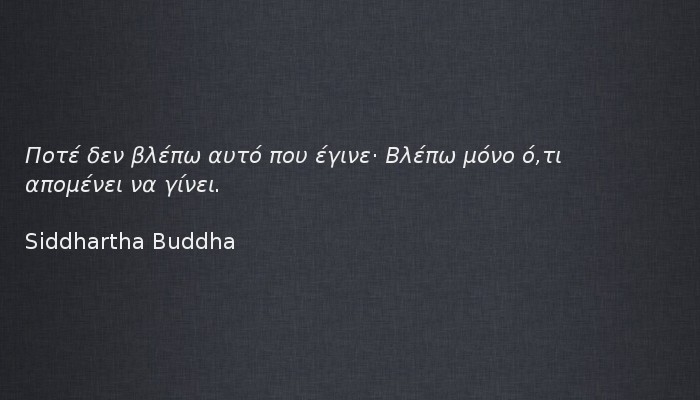 Ποτέ δεν βλέπω αυτό που έγινε· Βλέπω μόνο ό,τι
απομένει να γίνει.
Siddhartha Buddha